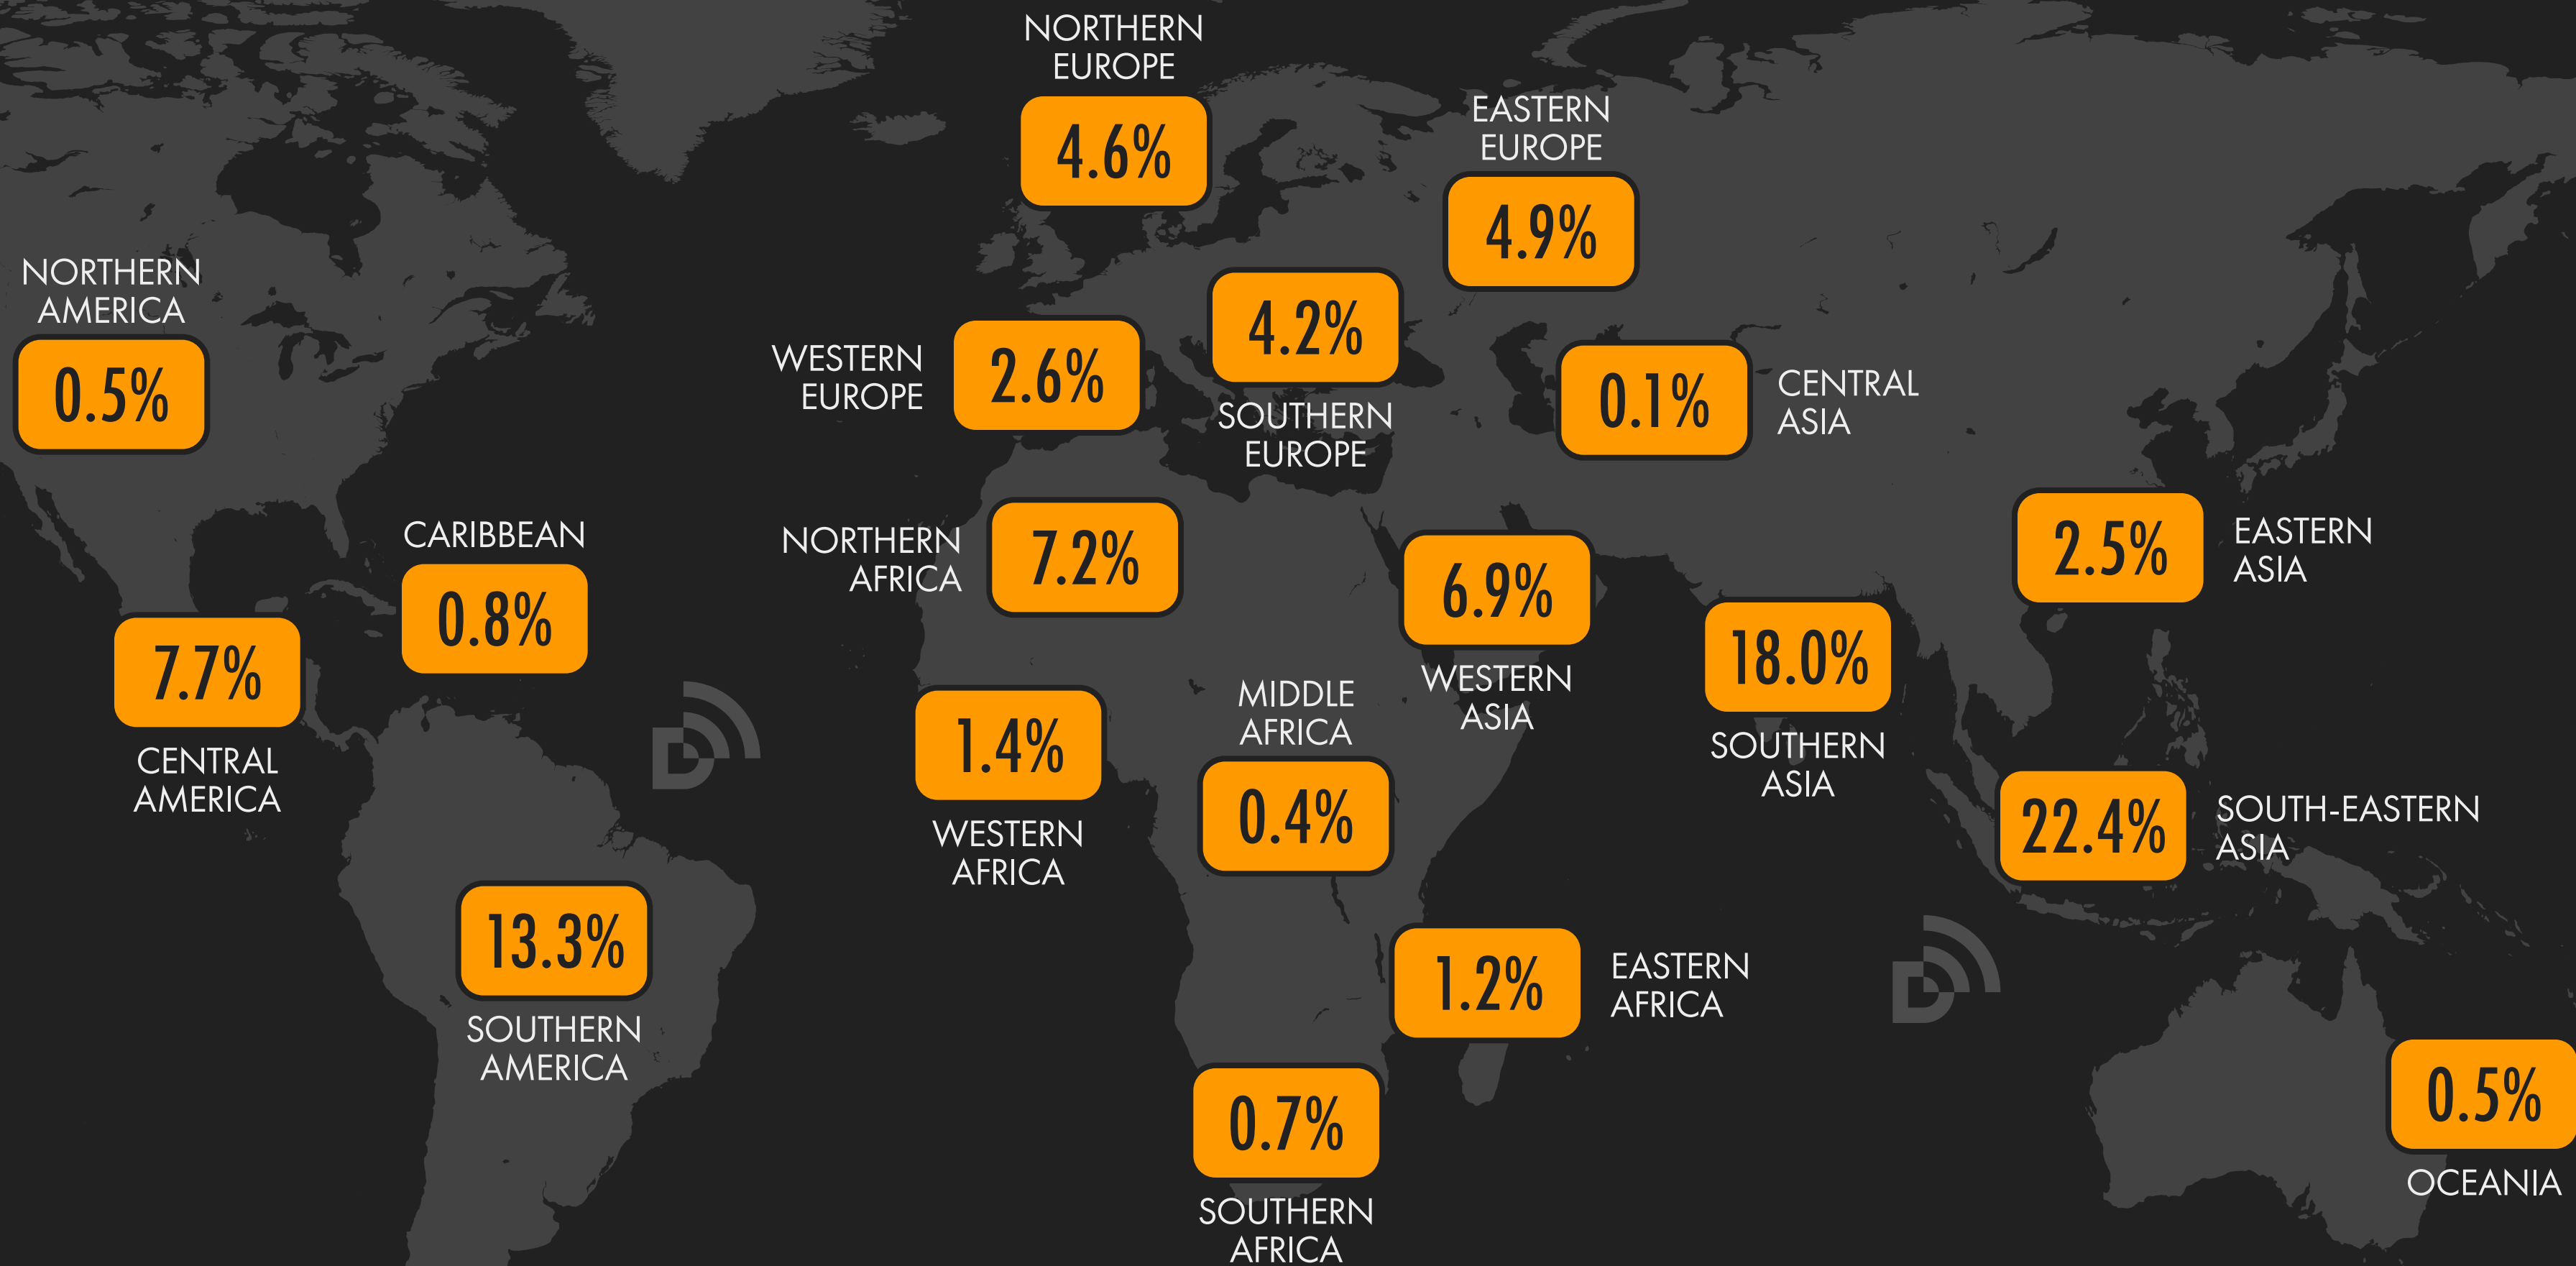 NORTHERN
EUROPE
4.6%
EASTERN
EUROPE
4.9%
NORTHERN
AMERICA
0.5%
WESTERN
EUROPE
2.6%
4.2%
SOUTHERN
EUROPE
0.1%
CENTRAL
ASIA
CARIBBEAN
0.8%
NORTHERN
AFRICA
7.2%
6.9%
WESTERN
ASIA
2.5%
EASTERN
ASIA
7.7%
CENTRAL
AMERICA
18.0%
SOUTHERN
ASIA
1.4%
WESTERN
AFRICA
MIDDLE
AFRICA
0.4%
22.4%
SOUTH-EASTERN
ASIA
13.3%
SOUTHERN
AMERICA
1.2%
EASTERN
AFRICA
0.7%
SOUTHERN
AFRICA
0.5%
OCEANIA